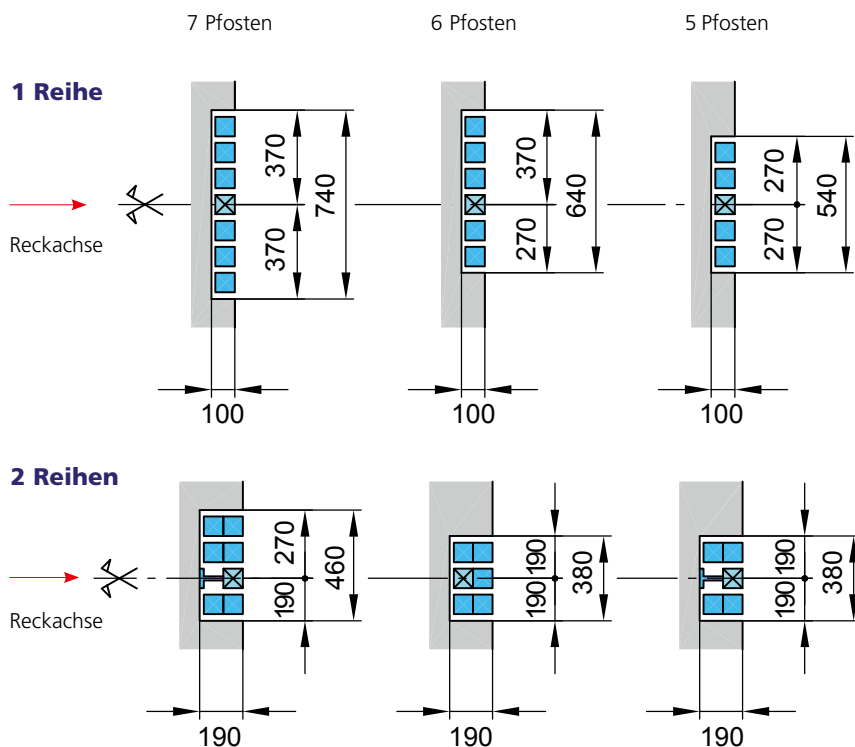 7 Pfosten 6 Pfosten 5 Pfosten
1 Reihe
370 740 370 640 270 540
Reckachse
370 270 270
100 100 100
2 Reihen
270 460 190 380 190 380
190 190 190
Reckachse
190 190 190